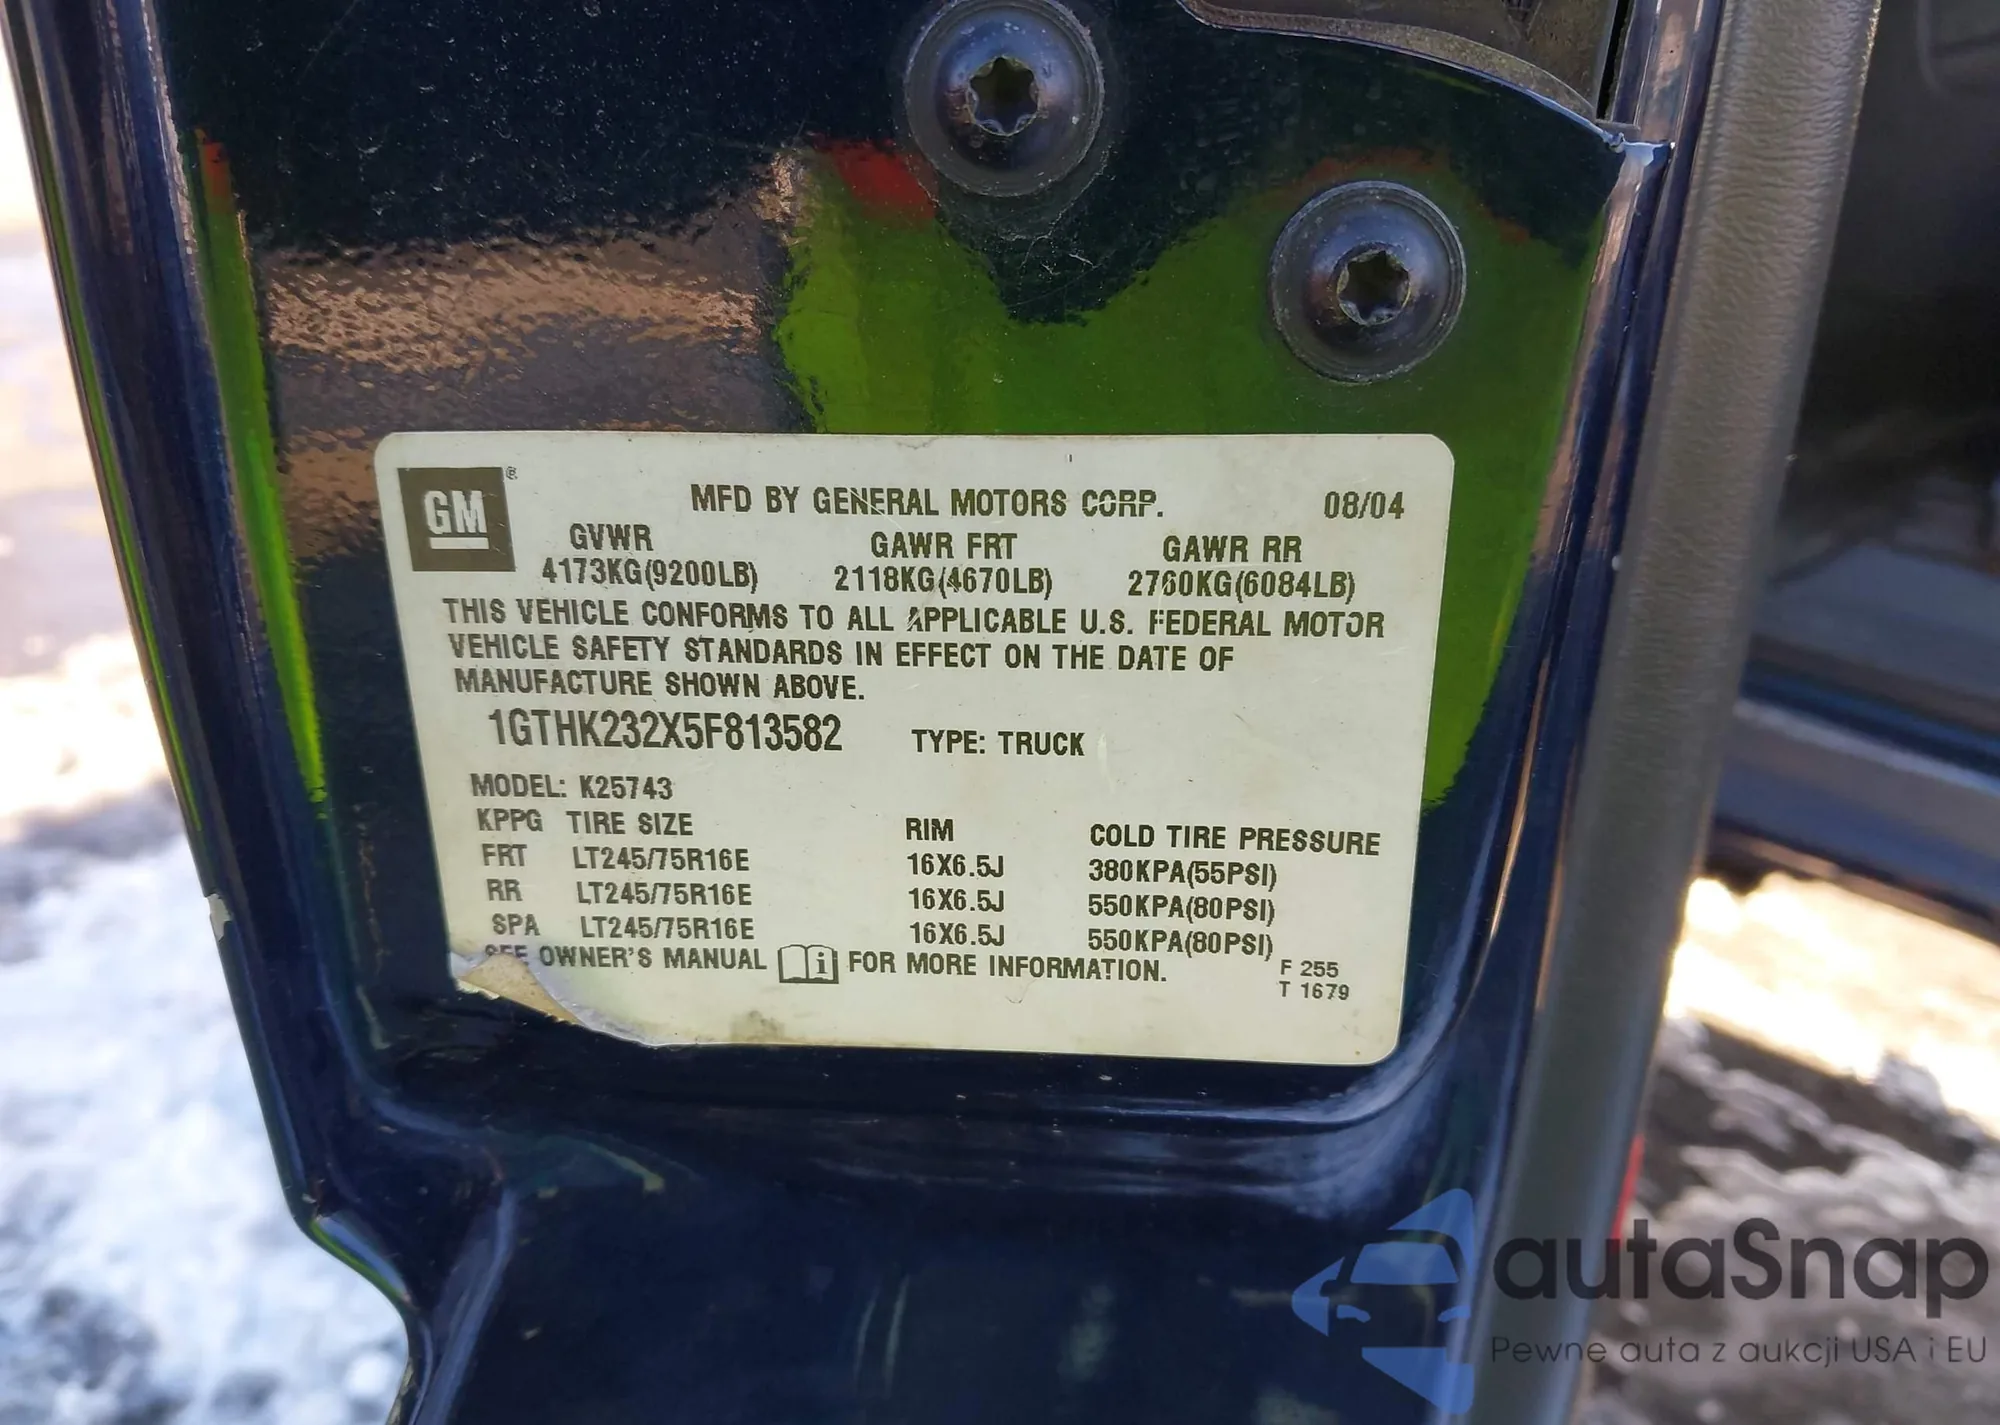 GM ®
MFD BY GENERAL MOTORS CORP. 08/04
GVWR GAWR FRT GAWR RR
4173KG(9200LB) 2118KG(4670LB) 2760KG(6084LB)
THIS VEHICLE CONFORMS TO ALL APPLICABLE U.S. FEDERAL MOTOR
VEHICLE SAFETY STANDARDS IN EFFECT ON THE DATE OF
MANUFACTURE SHOWN ABOVE.
1GTHK232X5F813582 TYPE: TRUCK
MODEL: K25743
KPPG TIRE SIZE RIM COLD TIRE PRESSURE
FRT LT245/75R16E 16X6.5J 380KPA(55PSI)
RR LT245/75R16E 16X6.5J 550KPA(80PSI)
SPA LT245/75R16E 16X6.5J 550KPA(80PSI)
SEE OWNER'S MANUAL i FOR MORE INFORMATION.
F 255
T 1679
autaSnap
Pewne auta z aukcji USA i EU